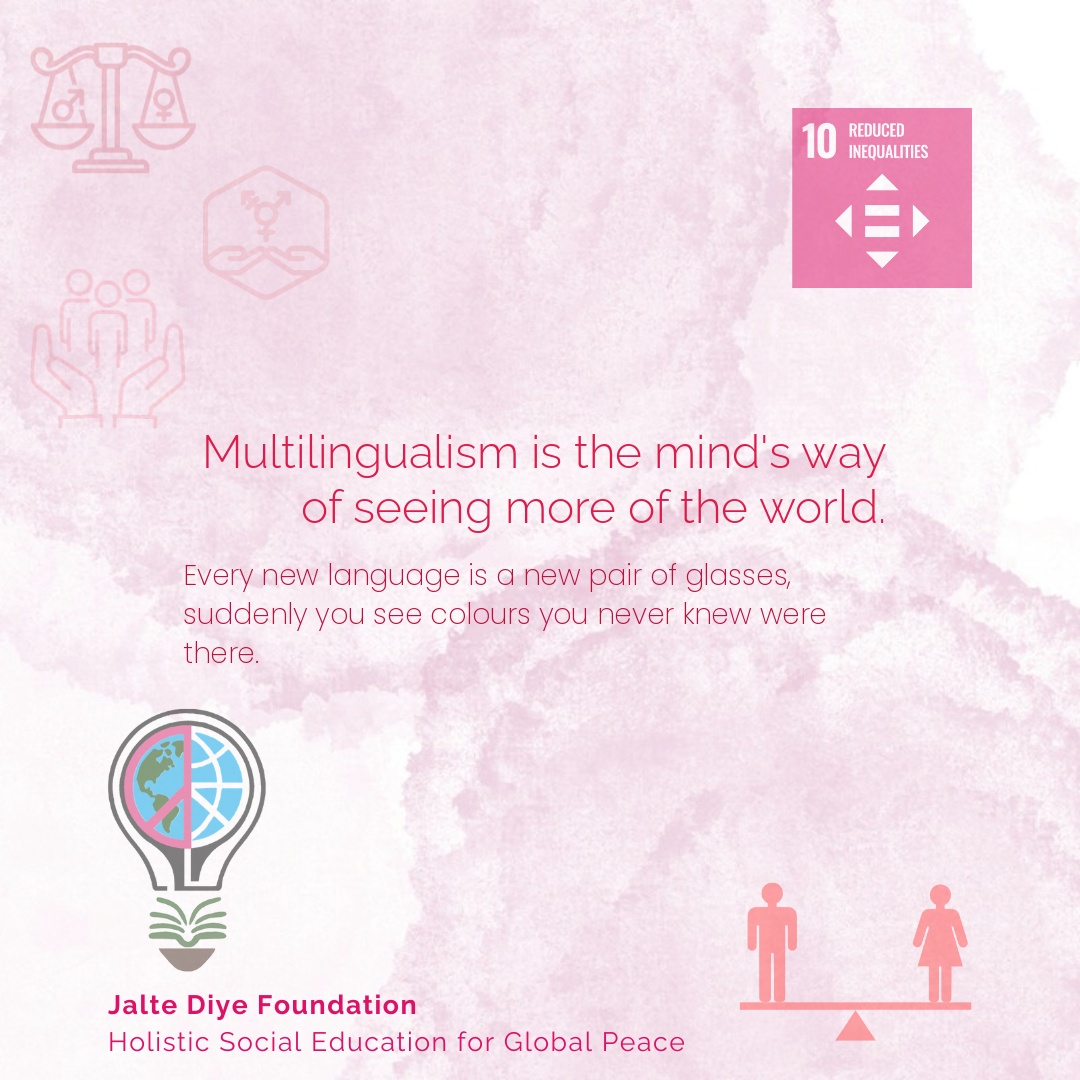 10 REDUCED
INEQUALITIES
Multilingualism is the mind's way
of seeing more of the world.
Every new language is a new pair of glasses,
suddenly you see colours you never knew were
there.
Jalte Diye Foundation
Holistic Social Education for Global Peace